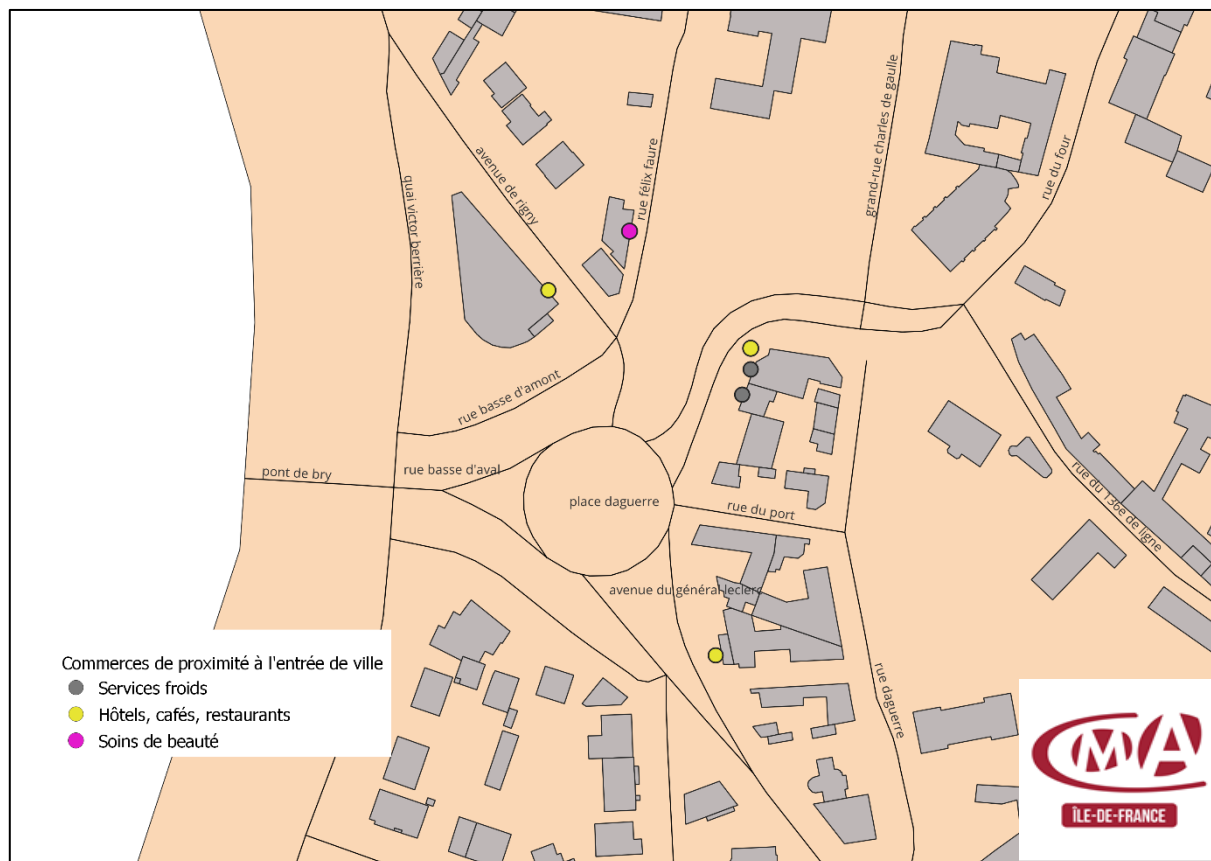 avenue de rigny
rue félix faure
grand-rue charles de gaulle
rue du four
quai victor berrière
rue basse d'amont
pont de bry
rue basse d'aval
place daguerre
rue du port
rue du 136e de ligne
avenue du général leclerc
rue daguerre
Commerces de proximité à l'entrée de ville
Services froids
Hôtels, cafés, restaurants
Soins de beauté
CMA
ÎLE-DE-FRANCE